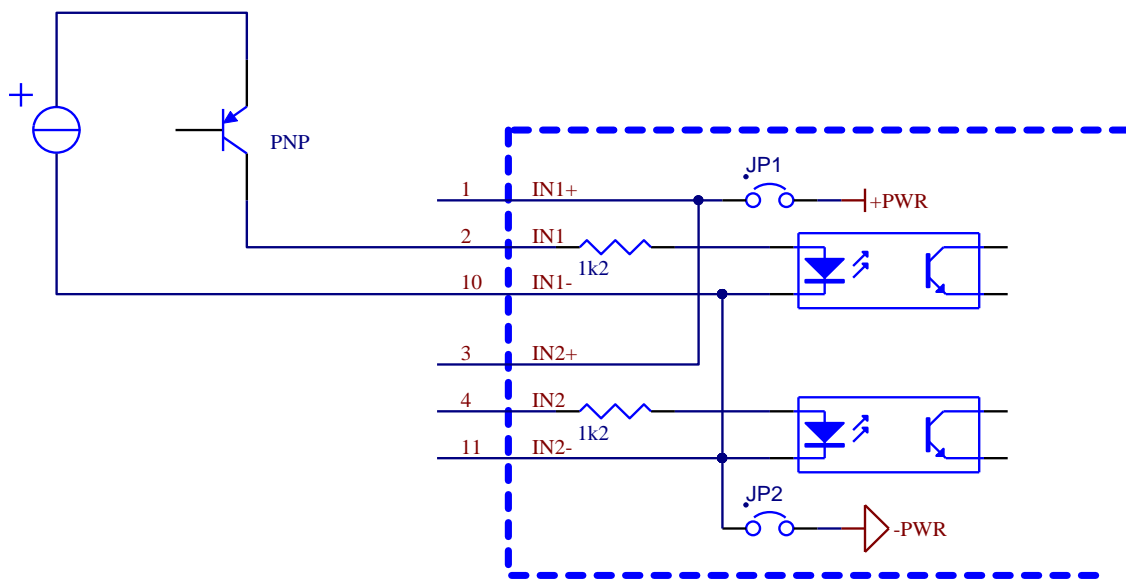 PNP
JP1
1 IN1+
+PWR
2 IN1
1k2
10 IN1-
3 IN2+
4 IN2
1k2
11 IN2-
JP2
-PWR